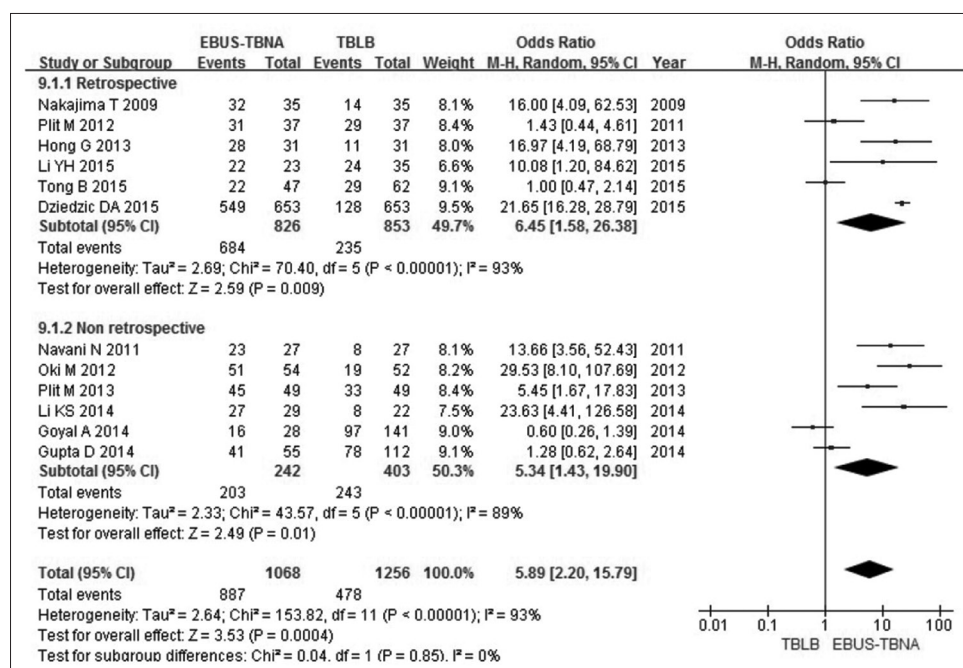 EBUS-TBNA TBLB Odds Ratio Odds Ratio
Study or Subgroup Events Total Events Total Weight M-H, Random, 95% CI Year M-H, Random, 95% CI
9.1.1 Retrospective
Nakajima T 2009 32 35 14 35 8.1% 16.00 [4.09, 62.53] 2009
Plit M 2012 31 37 29 37 8.4% 1.43 [0.44, 4.61] 2011
Hong G 2013 28 31 11 31 8.0% 16.97 [4.19, 68.79] 2013
Li YH 2015 22 23 24 35 6.6% 10.08 [1.20, 84.62] 2015
Tong B 2015 22 47 29 62 9.1% 1.00 [0.47, 2.14] 2015
Dziedzic DA 2015 549 653 128 653 9.5% 21.65 [16.28, 28.79] 2015
Subtotal (95% CI) 826 853 49.7% 6.45 [1.58, 26.38]
Total events 684 235
Heterogeneity: Tau² = 2.69; Chi² = 70.40, df = 5 (P < 0.00001); I² = 93%
Test for overall effect: Z = 2.59 (P = 0.009)
9.1.2 Non retrospective
Navani N 2011 23 27 8 27 8.1% 13.66 [3.56, 52.43] 2011
Oki M 2012 51 54 19 52 8.2% 29.53 [8.10, 107.69] 2012
Plit M 2013 45 49 33 49 8.4% 5.45 [1.67, 17.83] 2013
Li KS 2014 27 29 8 22 7.5% 23.63 [4.41, 126.58] 2014
Goyal A 2014 16 28 97 141 9.0% 0.60 [0.26, 1.39] 2014
Gupta D 2014 41 55 78 112 9.1% 1.28 [0.62, 2.64] 2014
Subtotal (95% CI) 242 403 50.3% 5.34 [1.43, 19.90]
Total events 203 243
Heterogeneity: Tau² = 2.33; Chi² = 43.57, df = 5 (P < 0.00001); I² = 89%
Test for overall effect: Z = 2.49 (P = 0.01)
Total (95% CI) 1068 1256 100.0% 5.89 [2.20, 15.79]
Total events 887 478
Heterogeneity: Tau² = 2.64; Chi² = 153.82, df = 11 (P < 0.00001); I² = 93%
Test for overall effect: Z = 3.53 (P = 0.0004)
Test for subgroup differences: Chi² = 0.04, df = 1 (P = 0.85), I² = 0%
0.01 0.1 1 10 100
TBLB EBUS-TBNA